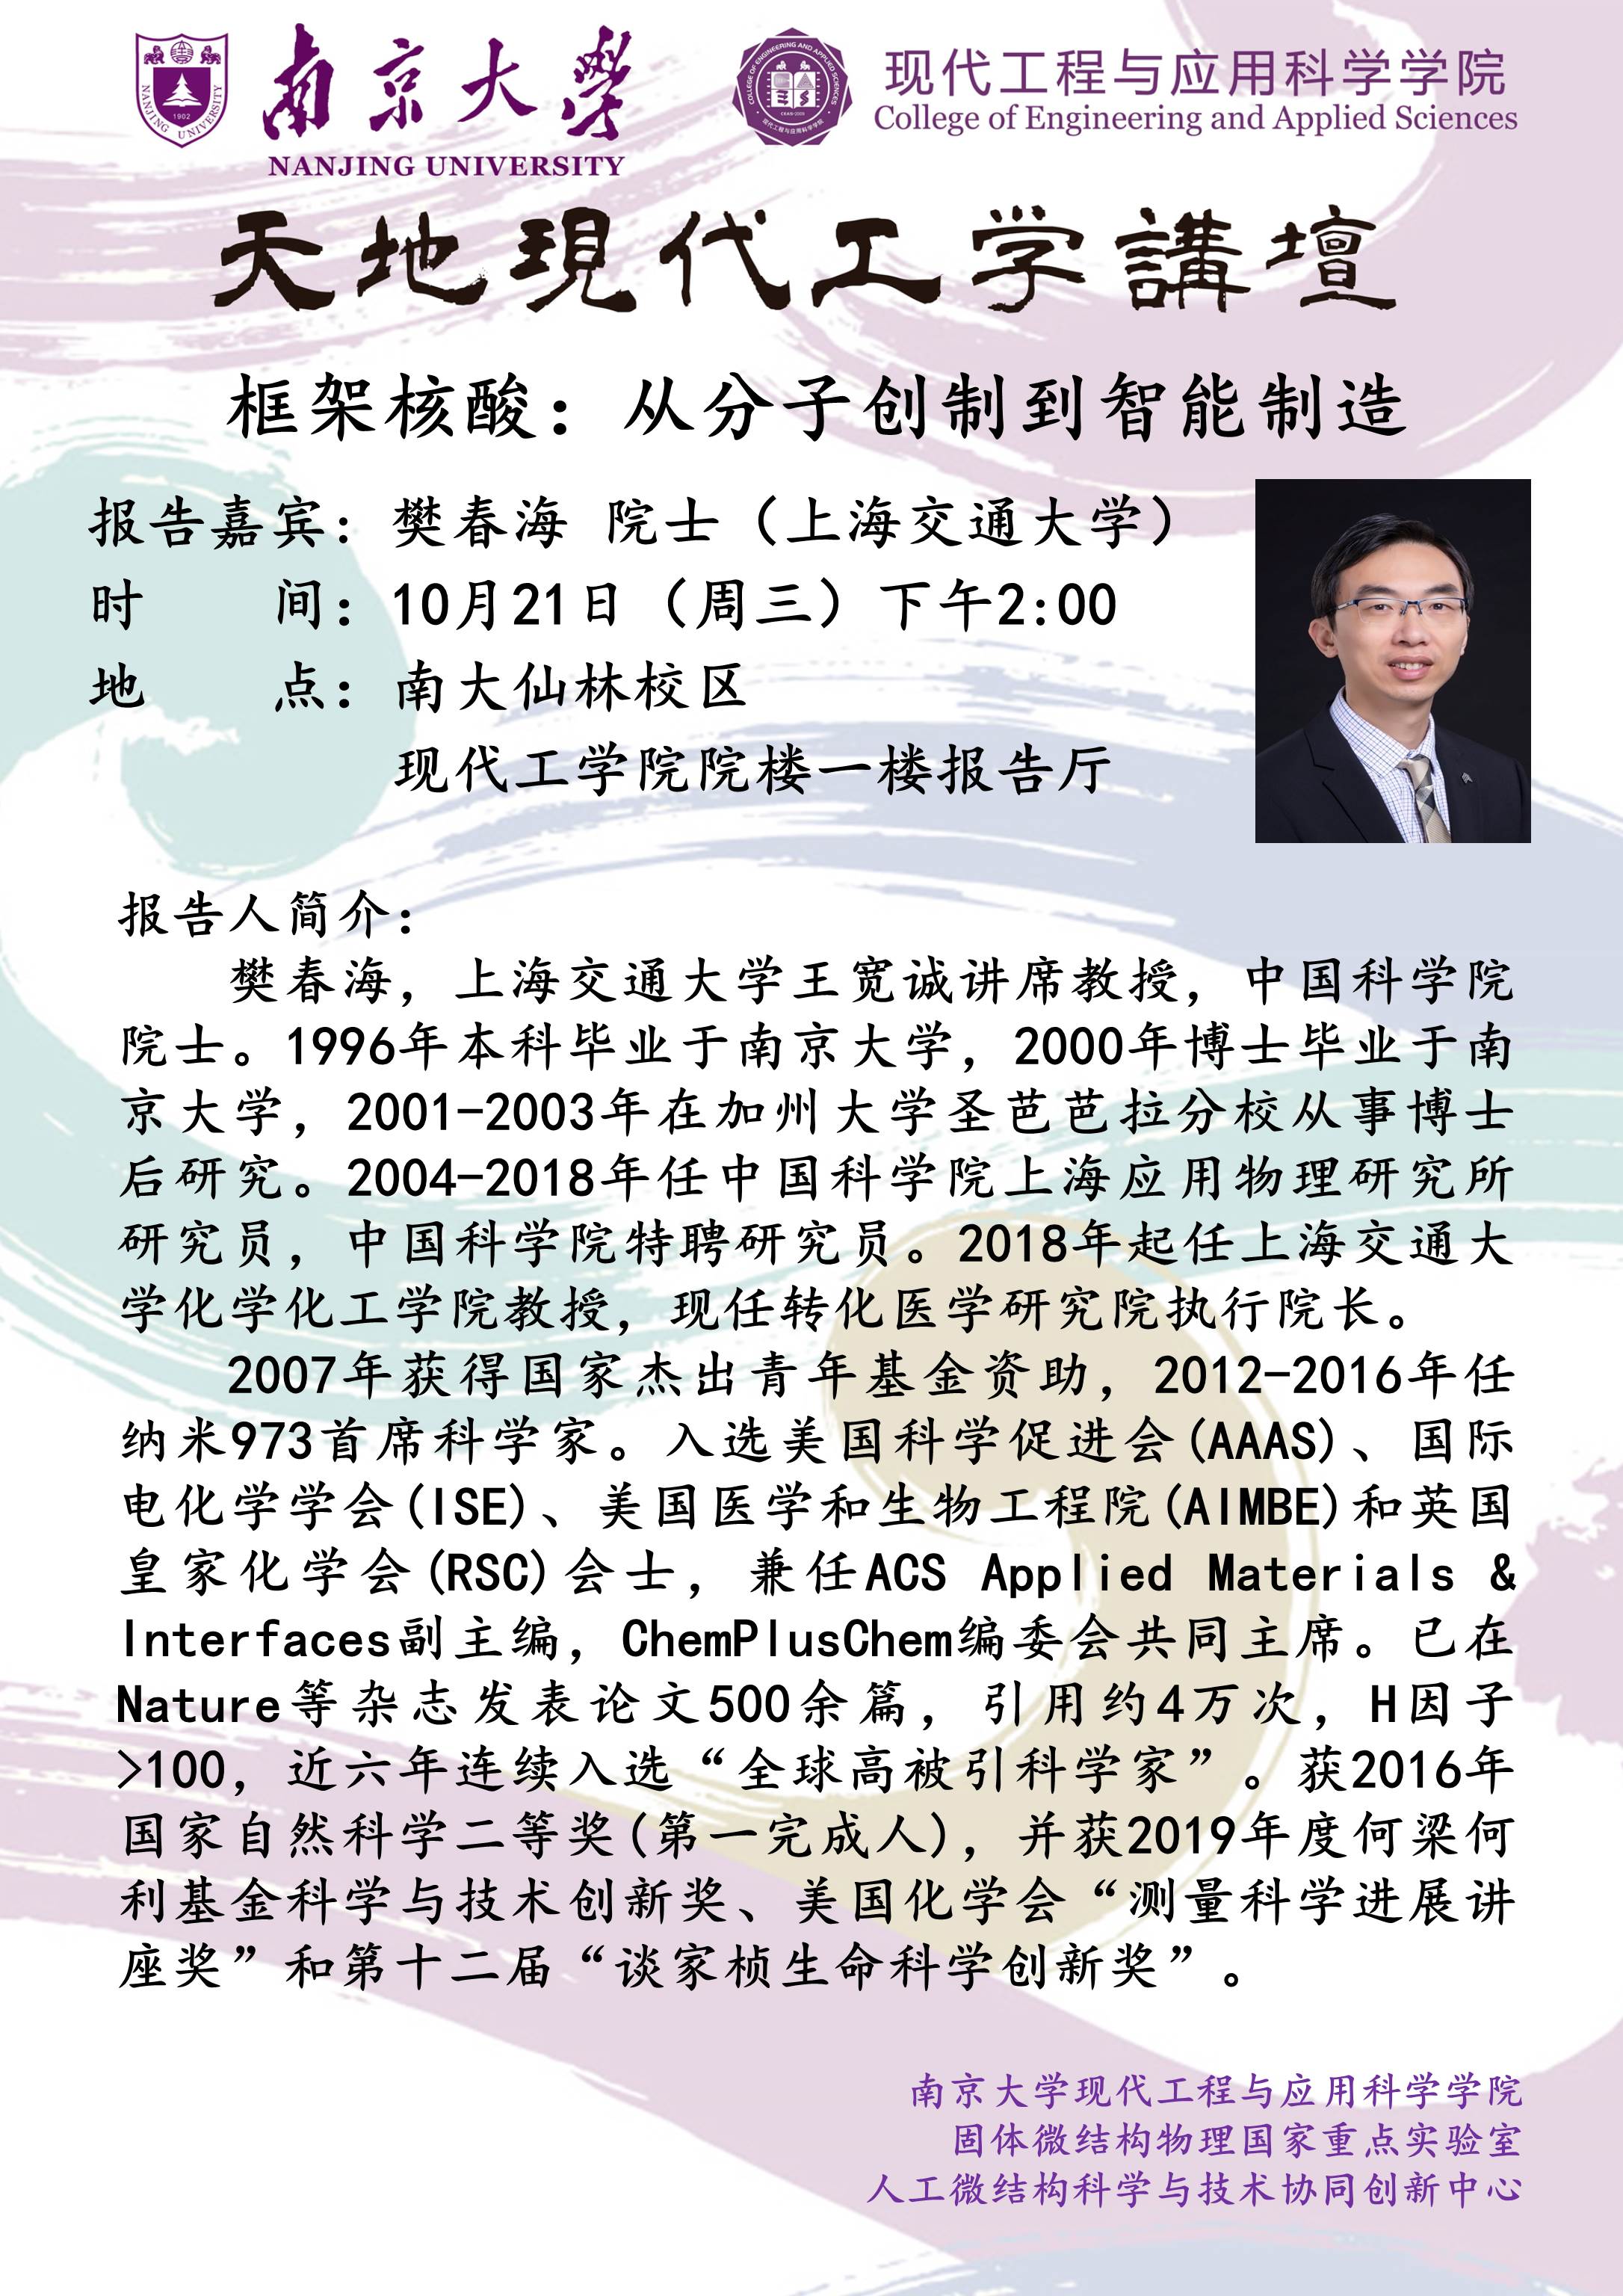 南京大学
NANJING UNIVERSITY
现代工程与应用科学学院
College of Engineering and Applied Sciences
天地現代工学講壇
框架核酸：从分子创制到智能制造
报告嘉宾：樊春海 院士（上海交通大学）
时 间：10月21日（周三）下午2:00
地 点：南大仙林校区
现代工学院院楼一楼报告厅
报告人简介：
樊春海，上海交通大学王宽诚讲席教授，中国科学院
院士。1996年本科毕业于南京大学，2000年博士毕业于南
京大学，2001-2003年在加州大学圣芭芭拉分校从事博士
后研究。2004-2018年任中国科学院上海应用物理研究所
研究员，中国科学院特聘研究员。2018年起任上海交通大
学化学化工学院教授，现任转化医学研究院执行院长。
2007年获得国家杰出青年基金资助，2012-2016年任
纳米973首席科学家。入选美国科学促进会(AAAS)、国际
电化学学会(ISE)、美国医学和生物工程院(AIMBE)和英国
皇家化学会(RSC)会士，兼任ACS Applied Materials &
Interfaces副主编，ChemPlusChem编委会共同主席。已在
Nature等杂志发表论文500余篇，引用约4万次，H因子
>100，近六年连续入选“全球高被引科学家”。获2016年
国家自然科学二等奖(第一完成人)，并获2019年度何梁何
利基金科学与技术创新奖、美国化学会“测量科学进展讲
座奖”和第十二届“谈家桢生命科学创新奖”。
南京大学现代工程与应用科学学院
固体微结构物理国家重点实验室
人工微结构科学与技术协同创新中心